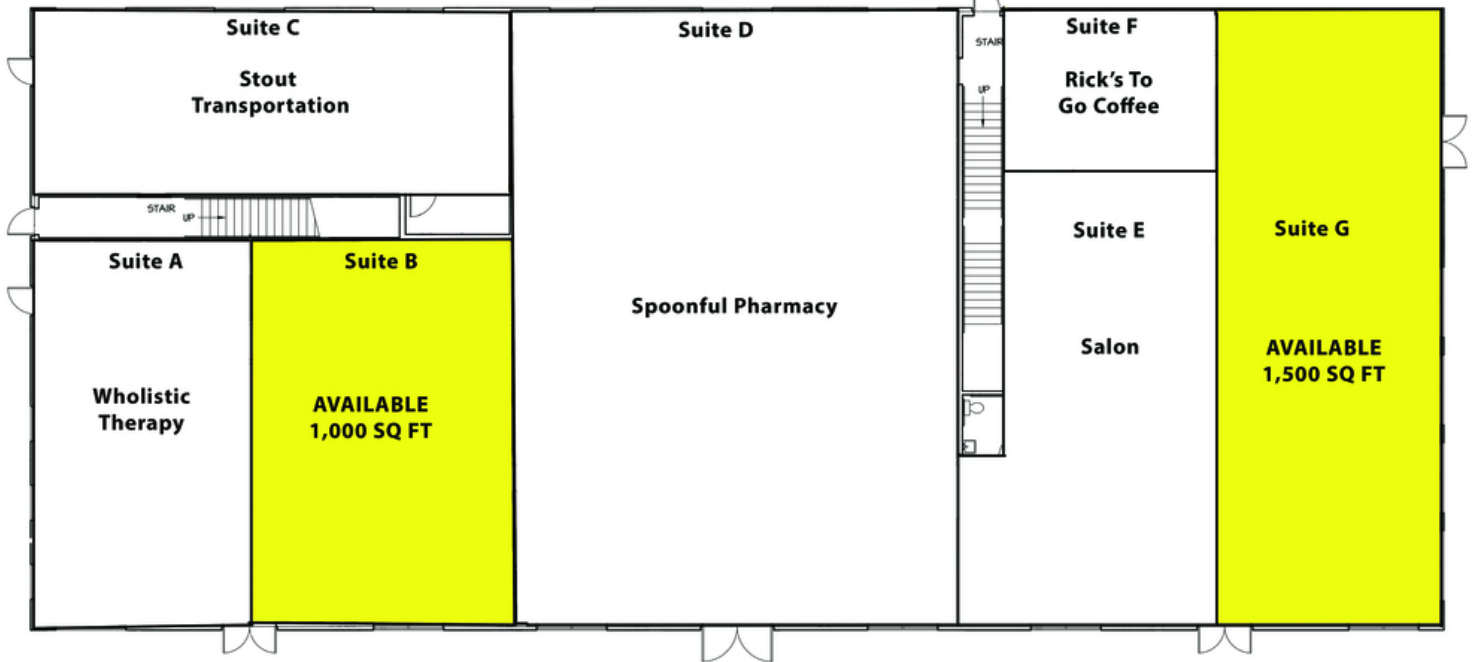 Suite C
Stout
Transportation
STAIR
UP
Suite A
Wholistic
Therapy
Suite B
AVAILABLE
1,000 SQ FT
Suite D
Spoonful Pharmacy
STAIR
UP
Suite F
Rick's To
Go Coffee
Suite E
Salon
Suite G
AVAILABLE
1,500 SQ FT